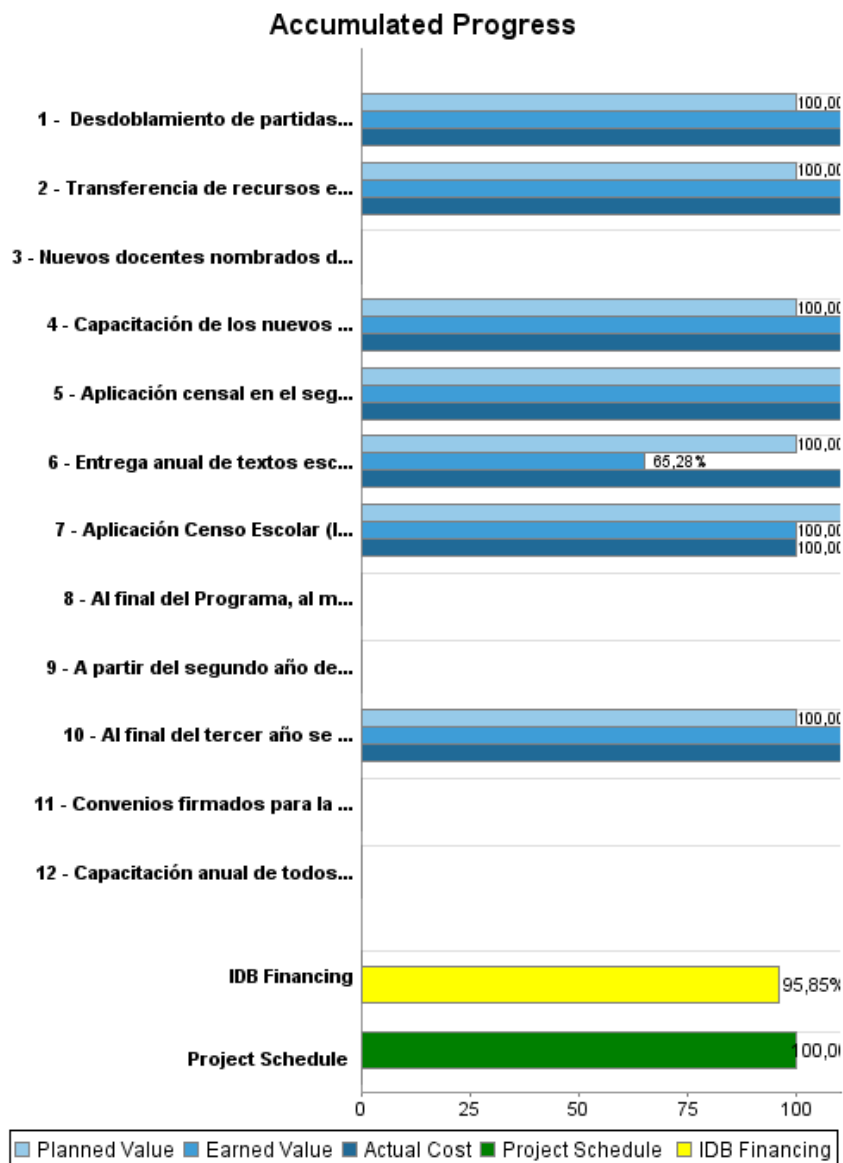 Accumulated Progress
100,00
1 -  Desdoblamiento de partidas...
100,00
2 - Transferencia de recursos e...
3 - Nuevos docentes nombrados d...
100,00
4 - Capacitación de los nuevos ...
5 - Aplicación censal en el seg...
100,00
6 - Entrega anual de textos esc...
65,28%
7 - Aplicación Censo Escolar (I...
100,00
100,00
8 - Al final del Programa, al m...
9 - A partir del segundo año de...
100,00
10 - Al final del tercer año se ...
11 - Convenios firmados para la ...
12 - Capacitación anual de todos...
IDB Financing
95,85%
Project Schedule
100,00
0 25 50 75 100
Planned Value Earned Value Actual Cost Project Schedule IDB Financing